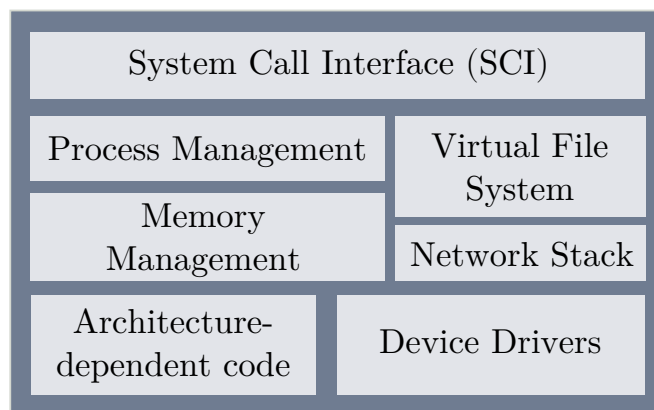 System Call Interface (SCI)
Process Management
Virtual File
System
Memory
Management
Network Stack
Architecture-
dependent code
Device Drivers